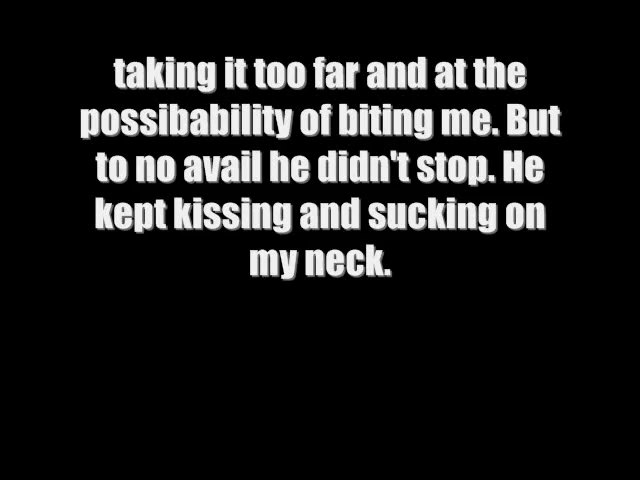 taking it too far and at the
possibability of biting me. But
to no avail he didn't stop. He
kept kissing and sucking on
my neck.